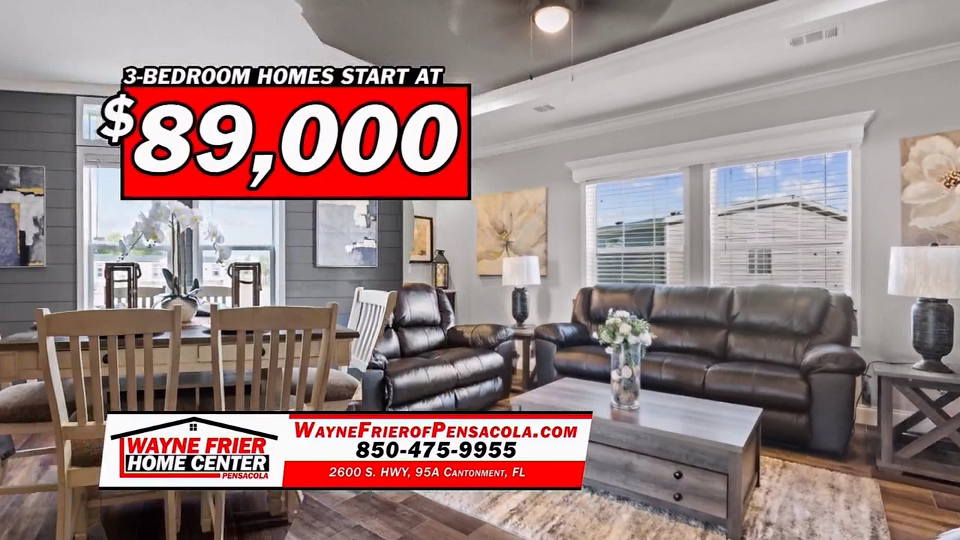 3-BEDROOM HOMES START AT
$89,000
WAYNE FRIER
HOME CENTER
PENSACOLA
WAYNEFRIEROFPENSACOLA.COM
850-475-9955
2600 S. HWY, 95A CANTONMENT, FL